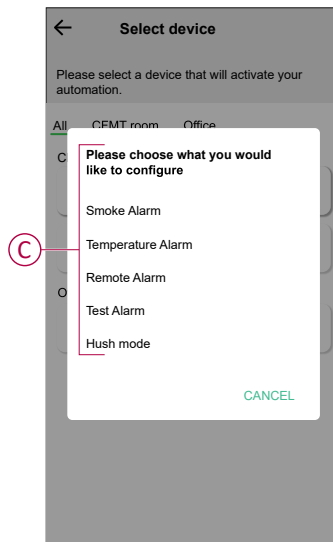 Select device
Please select a device that will activate your
automation.
All CFMT room Office
C
Please choose what you would
like to configure
Smoke Alarm
Temperature Alarm
C
Remote Alarm
O
Test Alarm
Hush mode
CANCEL